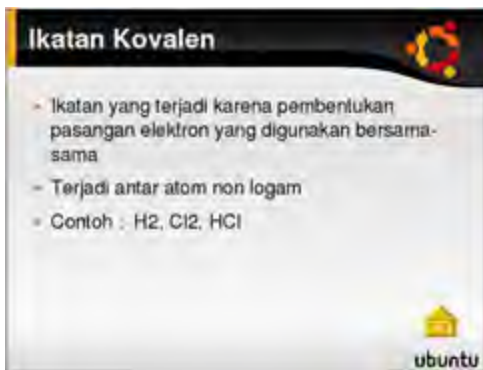 Ikatan Kovalen
Ikatan yang terjadi karena pembentukan
pasangan elektron yang digunakan bersama-
sama
Terjadi antar atom non logam
Contoh : H2, Cl2, HCl
ubuntu